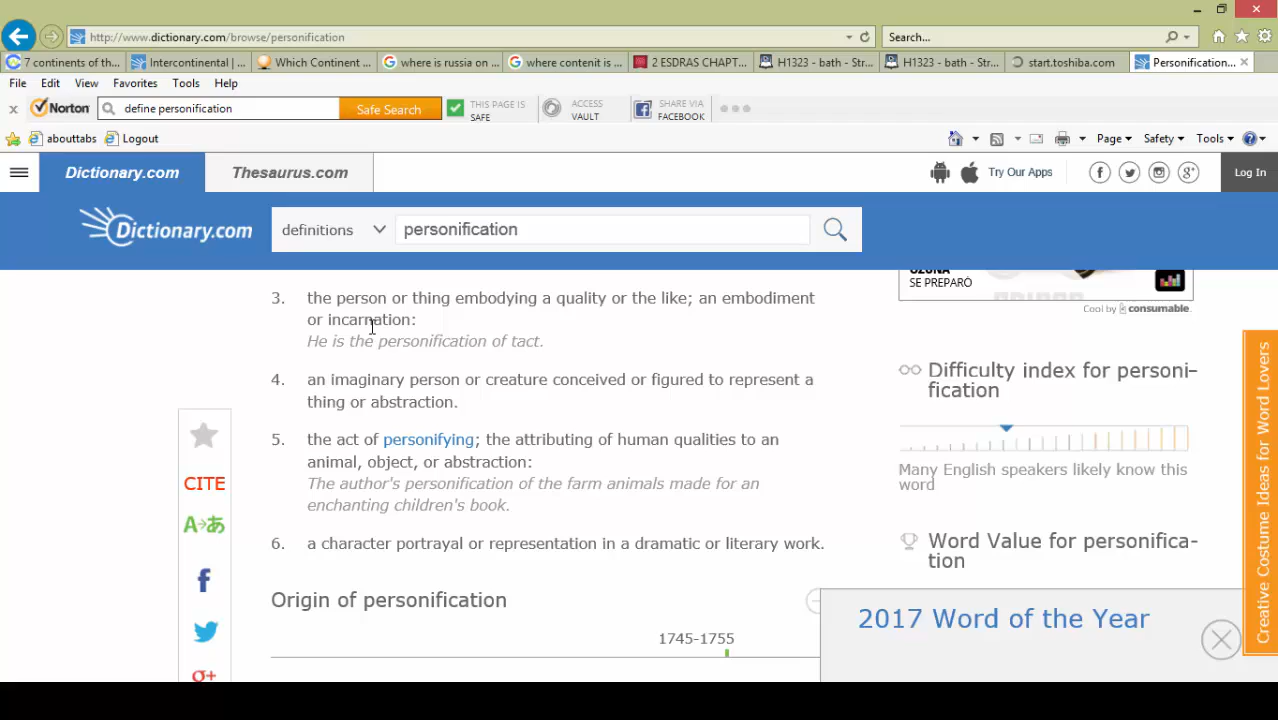 http://www.dictionary.com/browse/personification
Search...
7 continents of th...
Intercontinental | ...
Which Continent ...
where is russia on ...
where contenit is ...
2 ESDRAS CHAPT...
H1323 - bath - Str...
H1323 - bath - Str...
start.toshiba.com
Personification...
File Edit View Favorites Tools Help
x Norton define personification Safe Search THIS PAGE IS SAFE ACCESS VAULT SHARE VIA FACEBOOK
abouttabs Logout Page Safety Tools
Dictionary.com Thesaurus.com Try Our Apps Log In
Dictionary.com definitions personification
3. the person or thing embodying a quality or the like; an embodiment
or incarnation:
He is the personification of tact.
4. an imaginary person or creature conceived or figured to represent a
thing or abstraction.
5. the act of personifying; the attributing of human qualities to an
animal, object, or abstraction:
The author's personification of the farm animals made for an
enchanting children's book.
6. a character portrayal or representation in a dramatic or literary work.
Origin of personification
1745-1755
CITE
A→あ
SE PREPARÓ
Cool by consumable.
Difficulty index for personi-
fication
Many English speakers likely know this
word
Word Value for personifica-
tion
2017 Word of the Year
Creative Costume Ideas for Word Lovers